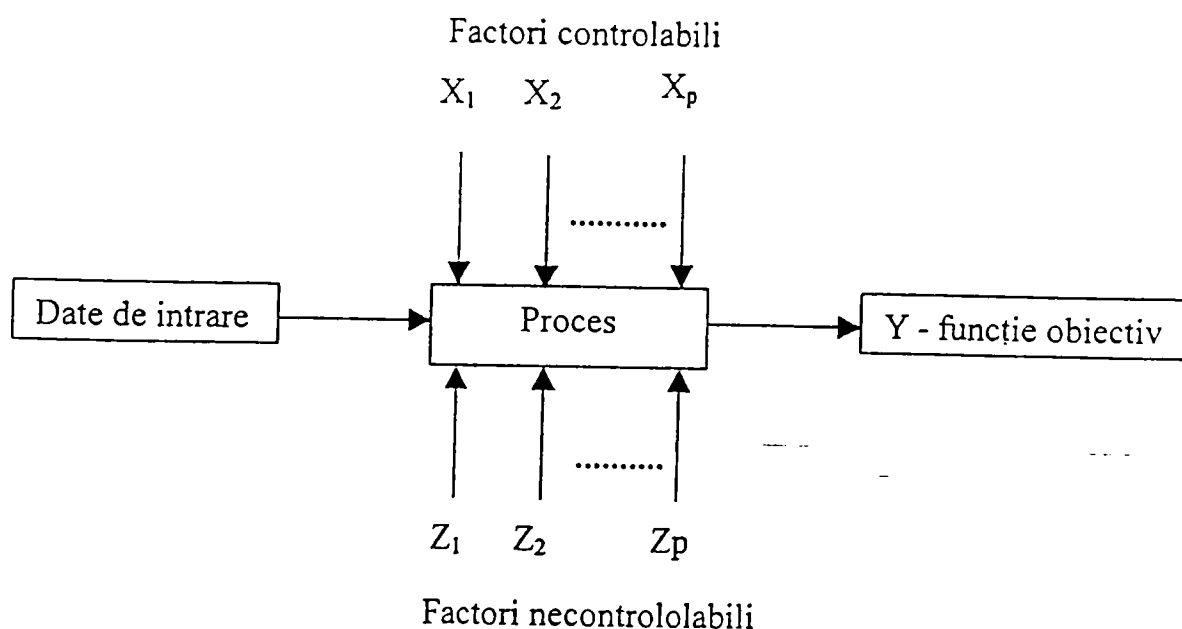 Factori controlabili
X₁ X₂ Xₚ
............
Date de intrare
Proces
Y - funcție obiectiv
............
Z₁ Z₂ Zp
Factori necontrololabili